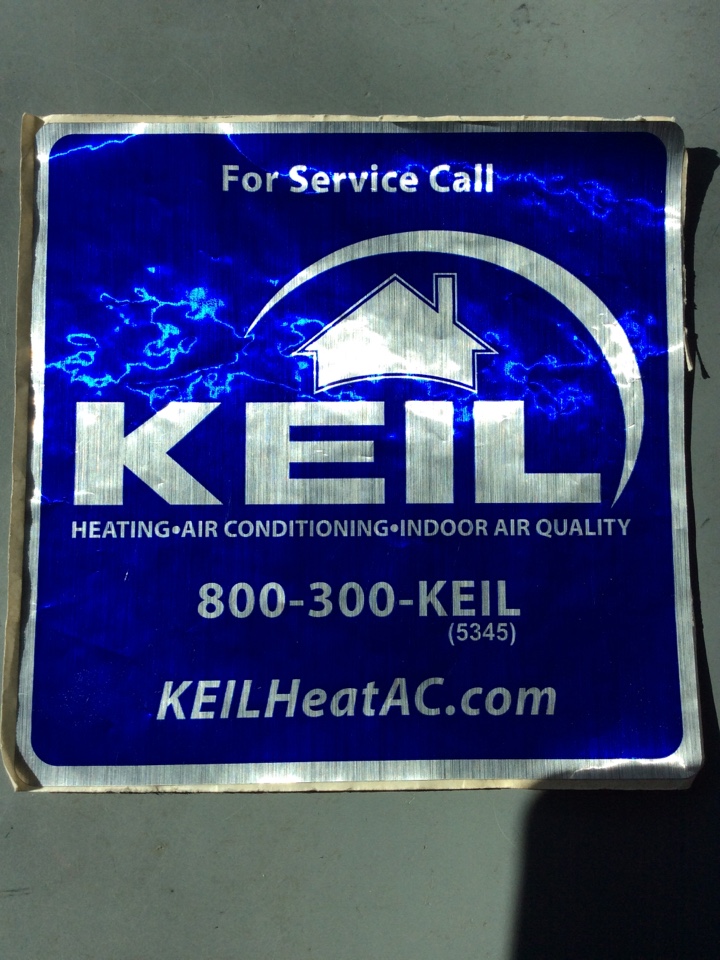 For Service Call
KEIL
HEATING•AIR CONDITIONING•INDOOR AIR QUALITY
800-300-KEIL
(5345)
KEILHeatAC.com